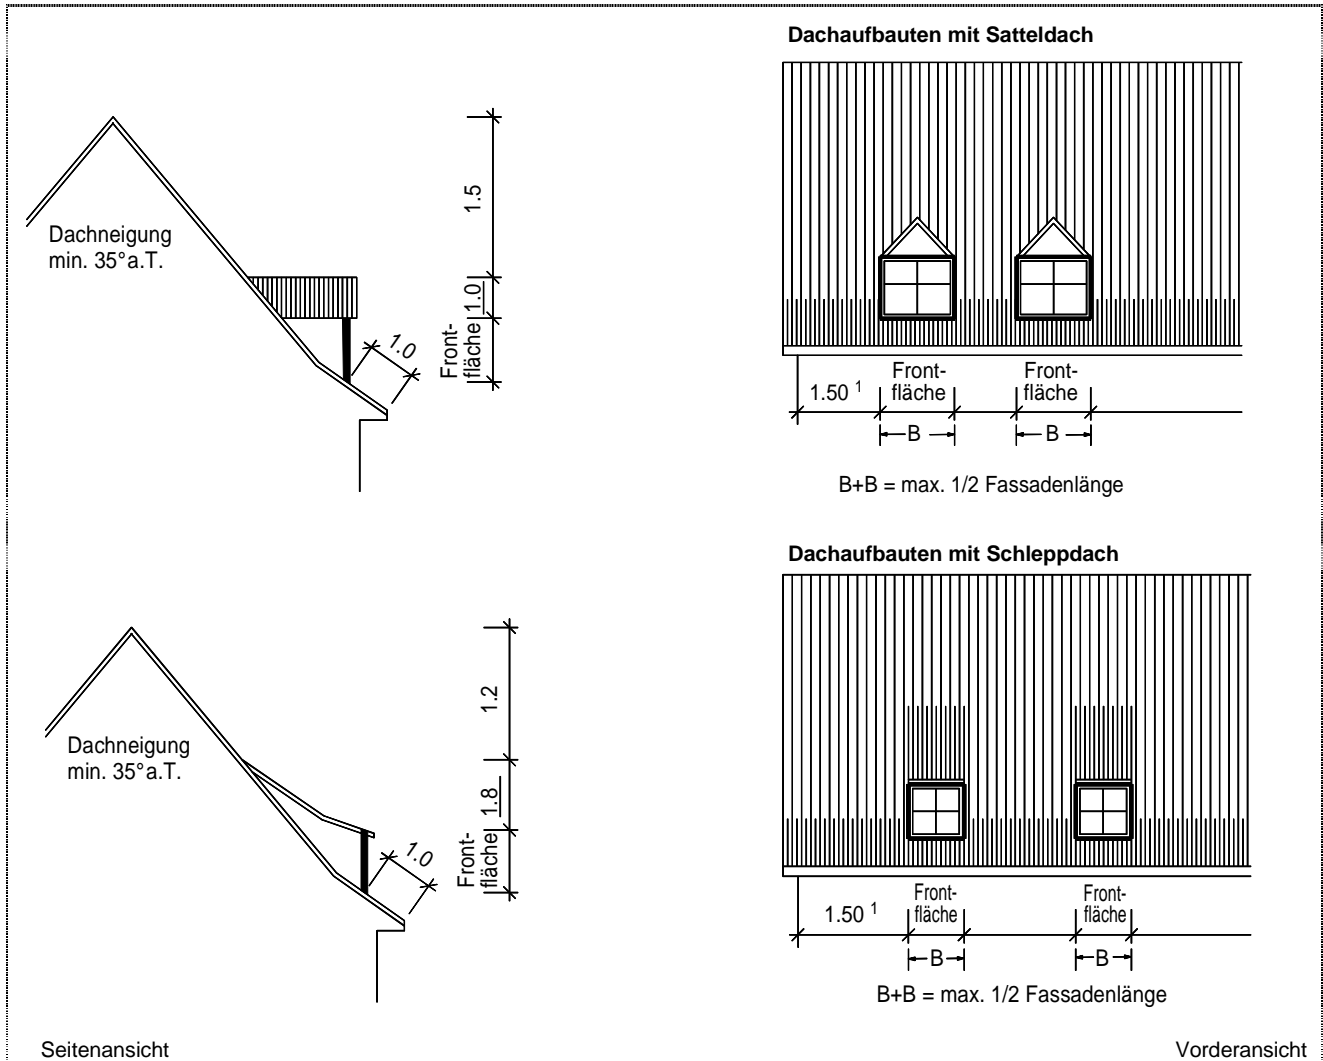 Dachaufbauten mit Satteldach
Dachneigung
min. 35°a.T.
1.5
1.0
Front-
fläche
1.0
Front-
fläche
Front-
fläche
1.50 1
B
B
B+B = max. 1/2 Fassadenlänge
Dachaufbauten mit Schleppdach
Dachneigung
min. 35°a.T.
1.2
1.8
Front-
fläche
1.0
Front-
fläche
Front-
fläche
1.50 1
B
B
B+B = max. 1/2 Fassadenlänge
Seitenansicht
Vorderansicht